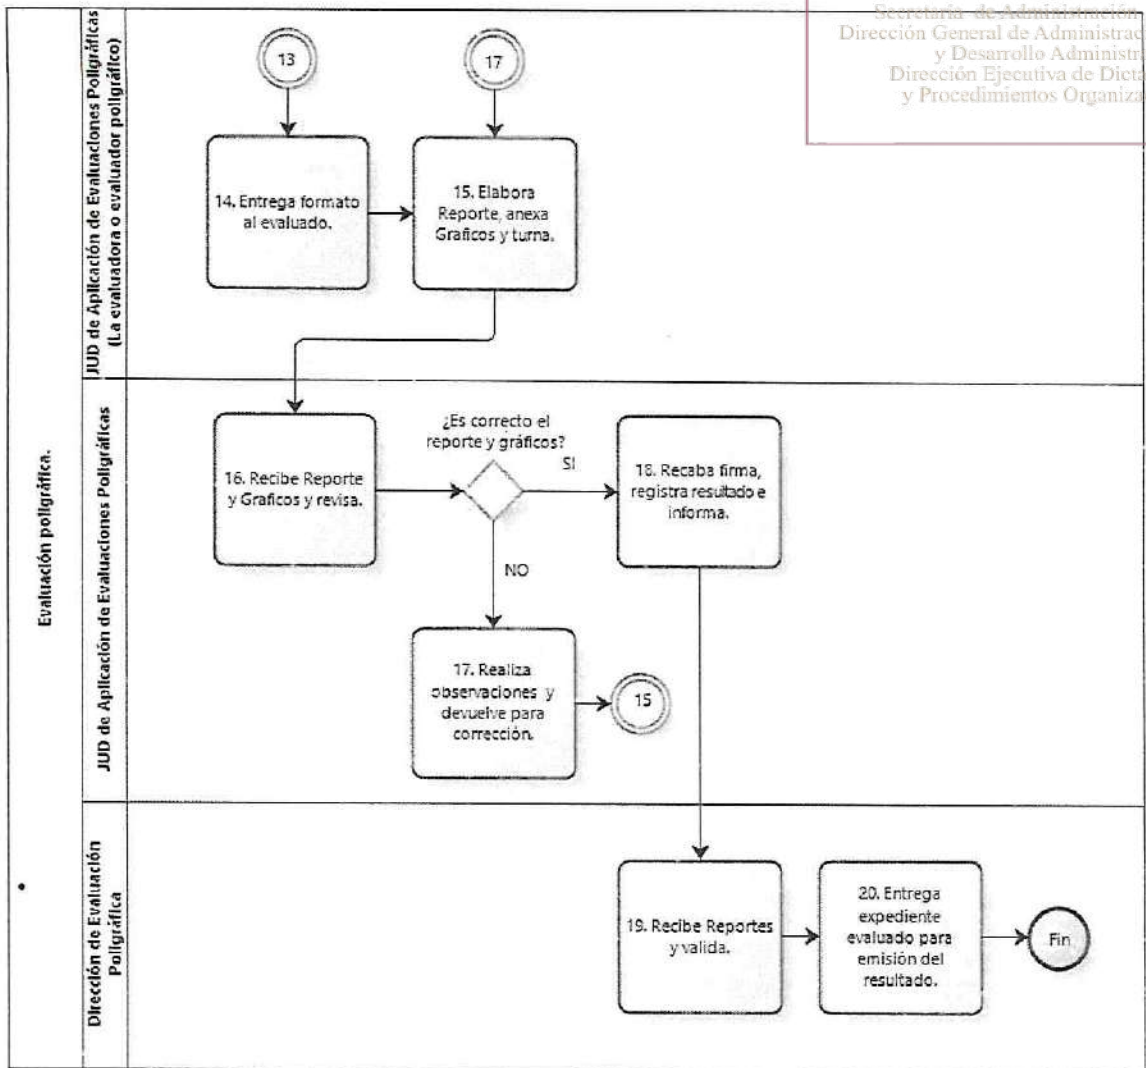 Secretaría de Administración
Dirección General de Administrac
y Desarrollo Administra
Dirección Ejecutiva de Dicta
y Procedimientos Organiza
Evaluación poligráfica.
JUD de Aplicación de Evaluaciones Poligráficas
(La evaluadora o evaluador poligráfico)
13
17
14. Entrega formato
al evaluado.
15. Elabora
Reporte, anexa
Graficos y turna.
JUD de Aplicación de Evaluaciones Poligráficas
16. Recibe Reporte
y Graficos y revisa.
¿Es correcto el
reporte y gráficos?
SI
NO
18. Recaba firma,
registra resultado e
informa.
17. Realiza
observaciones y
devuelve para
corrección.
15
Dirección de Evaluación
Poligráfica
19. Recibe Reportes
y valida.
20. Entrega
expediente
evaluado para
emisión del
resultado.
Fin